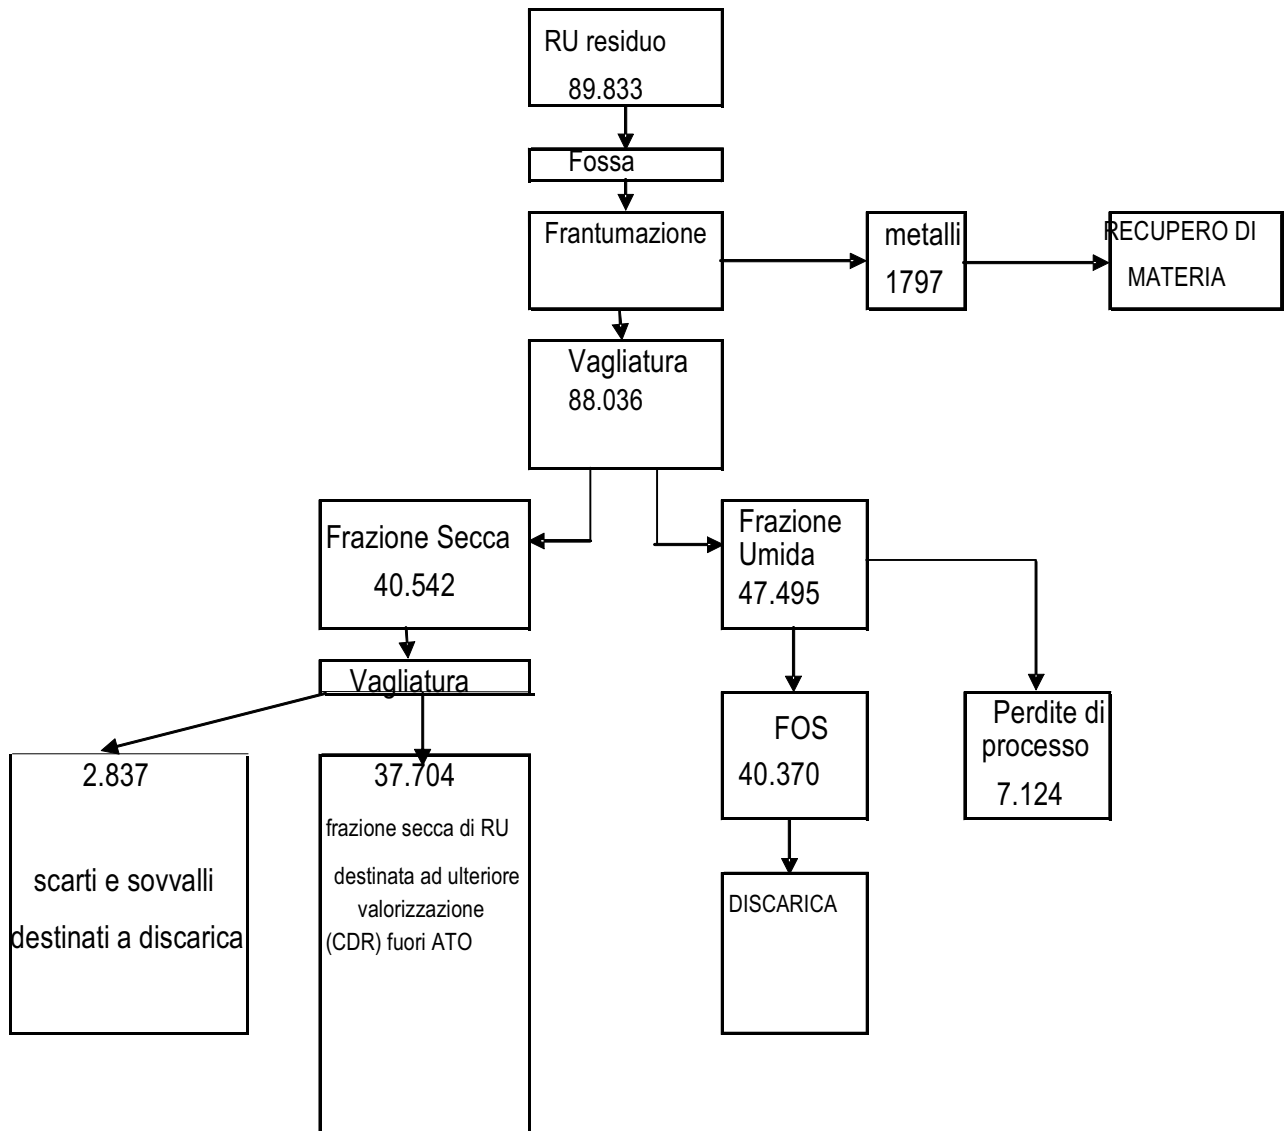 RU residuo
89.833
Fossa
Frantumazione
metalli
1797
RECUPERO DI
MATERIA
Vagliatura
88.036
Frazione Secca
40.542
Frazione
Umida
47.495
Vagliatura
FOS
40.370
Perdite di
processo
7.124
2.837
scarti e sovvalli
destinati a discarica
37.704
frazione secca di RU
destinata ad ulteriore
valorizzazione
(CDR) fuori ATO
DISCARICA